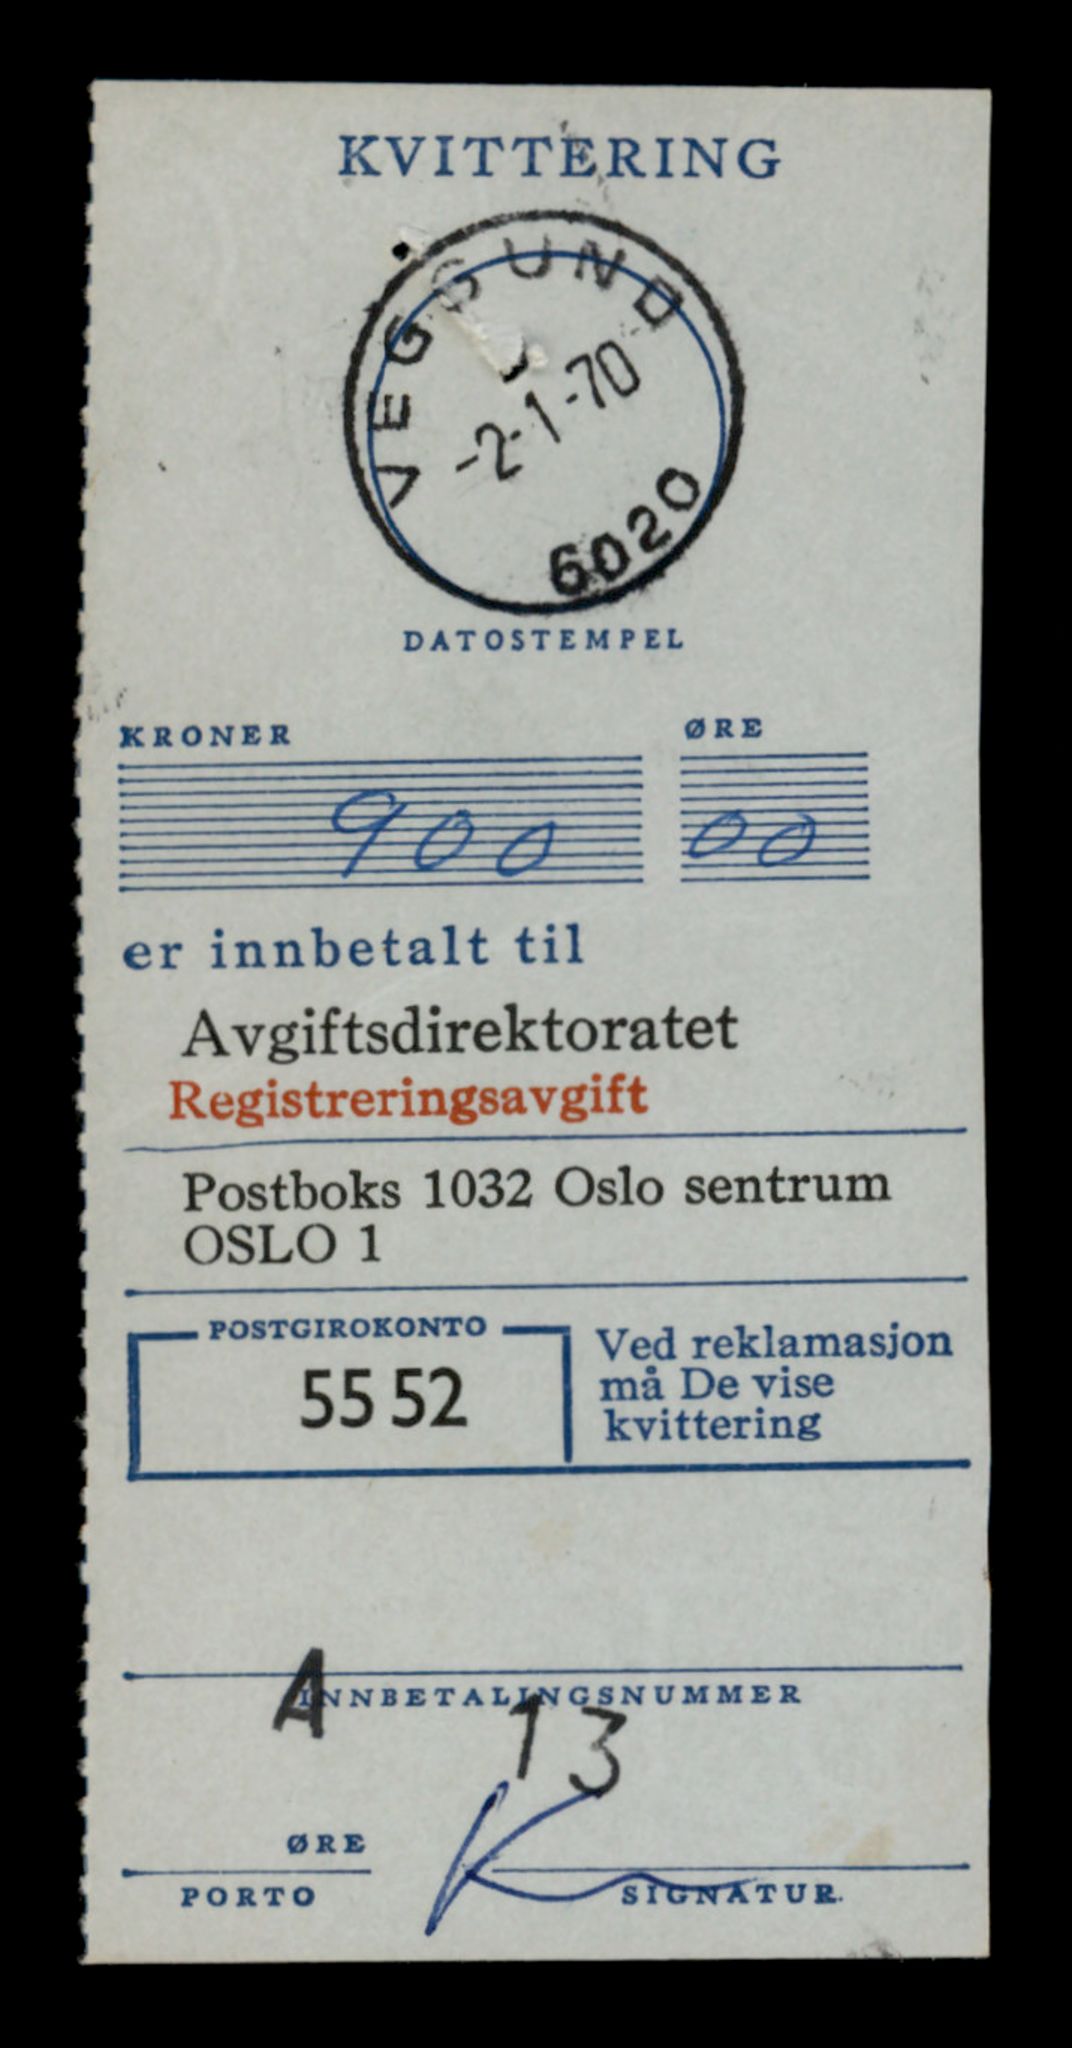 KVITTERING
VEGSUND
-2-1-70
6020
DATOSTEMPEL
KRONER ØRE
900 00
er innbetalt til
Avgiftsdirektoratet
Registreringsavgift
Postboks 1032 Oslo sentrum
OSLO 1
POSTGIROKONTO
55 52
Ved reklamasjon
må De vise
kvittering
INNBETALINGSNUMMER
A 13
ØRE
PORTO
SIGNATUR